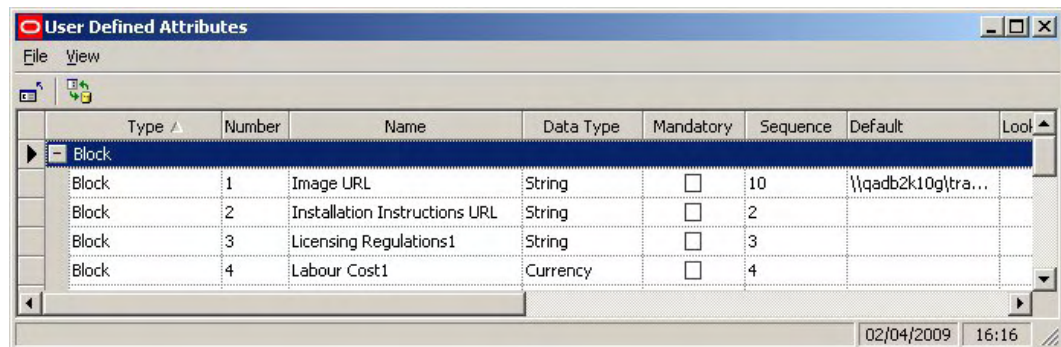 User Defined Attributes
File View
Type Number Name Data Type Mandatory Sequence Default Look
Block
Block 1 Image URL String 10 \\qadb2k10g\tra...
Block 2 Installation Instructions URL String 2
Block 3 Licensing Regulations1 String 3
Block 4 Labour Cost1 Currency 4
02/04/2009 16:16